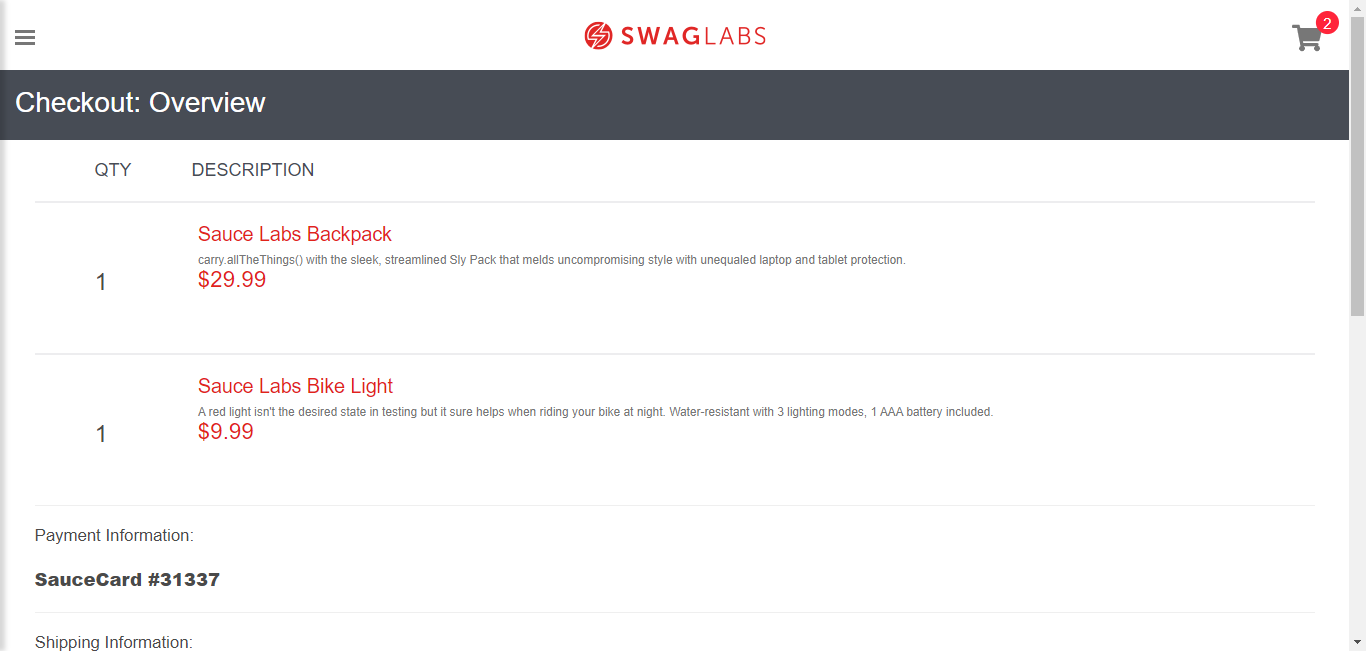 SWAGLABS
2
Checkout: Overview
QTY DESCRIPTION
Sauce Labs Backpack
carry.allTheThings() with the sleek, streamlined Sly Pack that melds uncompromising style with unequaled laptop and tablet protection.
1
$29.99
Sauce Labs Bike Light
A red light isn't the desired state in testing but it sure helps when riding your bike at night. Water-resistant with 3 lighting modes, 1 AAA battery included.
1
$9.99
Payment Information:
SauceCard #31337
Shipping Information: